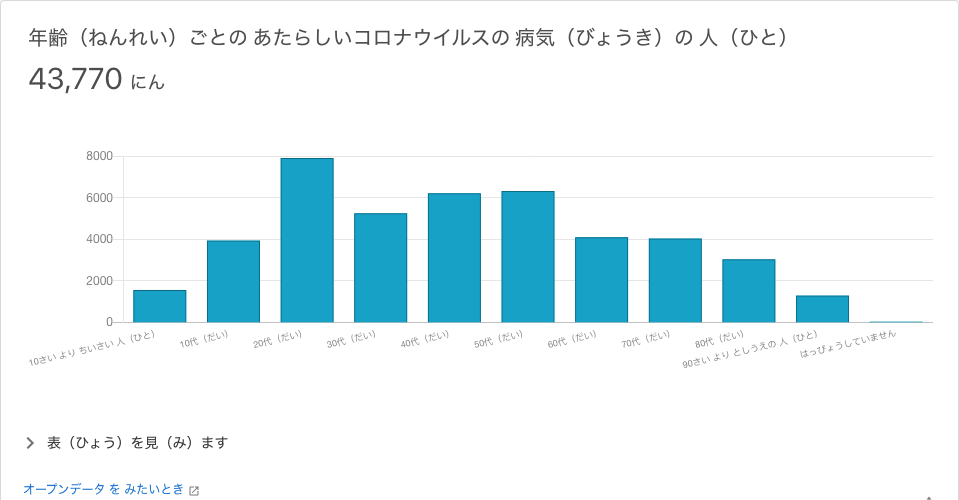 年齢（ねんれい）ごとの あたらしいコロナウイルスの 病気（びょうき）の 人（ひと）
43,770 にん
8000
6000
4000
2000
0
10さい より ちいさい 人（ひと）
10代（だい）
20代（だい）
30代（だい）
40代（だい）
50代（だい）
60代（だい）
70代（だい）
80代（だい）
90さい より としうえの 人（ひと）
はっぴょうしていません
表（ひょう）を見（み）ます
オープンデータ を みたいとき